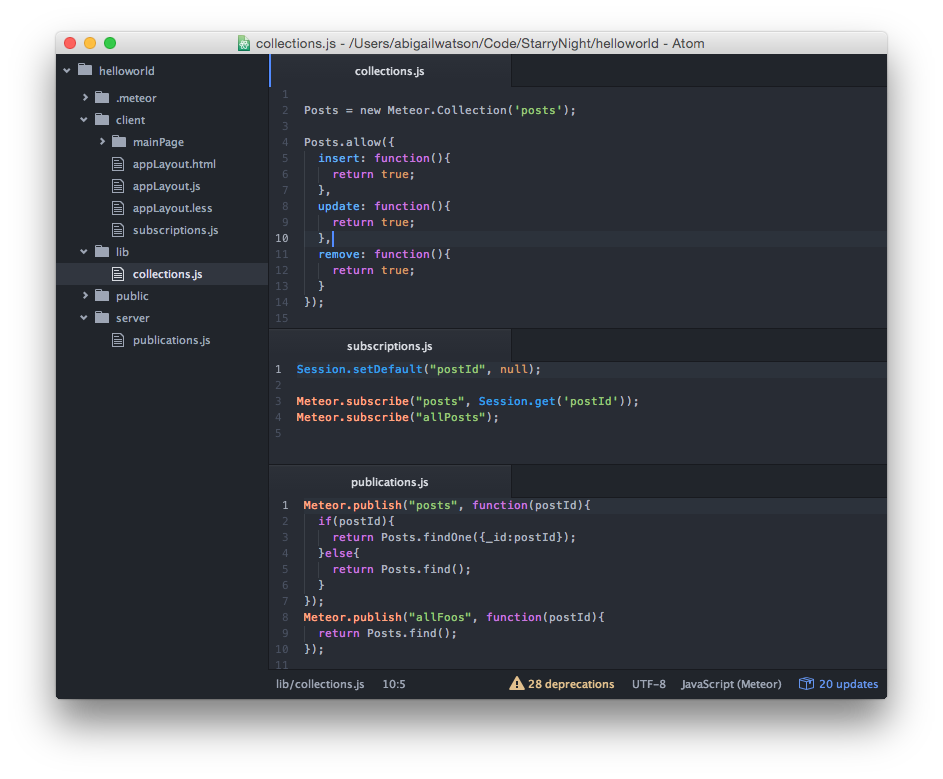 collections.js - /Users/abigailwatson/Code/StarryNight/helloworld - Atom
helloworld
.meteor
client
mainPage
appLayout.html
appLayout.js
appLayout.less
subscriptions.js
lib
collections.js
public
server
publications.js
collections.js
1
2 Posts = new Meteor.Collection('posts');
3
4 Posts.allow({
5   insert: function(){
6     return true;
7   },
8   update: function(){
9     return true;
10   },
11   remove: function(){
12     return true;
13   }
14 });
15
subscriptions.js
1 Session.setDefault("postId", null);
2
3 Meteor.subscribe("posts", Session.get('postId'));
4 Meteor.subscribe("allPosts");
5
publications.js
1 Meteor.publish("posts", function(postId){
2   if(postId){
3     return Posts.findOne({_id:postId});
4   }else{
5     return Posts.find();
6   }
7 });
8 Meteor.publish("allFoos", function(postId){
9   return Posts.find();
10 });
11
lib/collections.js 10:5 28 deprecations UTF-8 JavaScript (Meteor) 20 updates